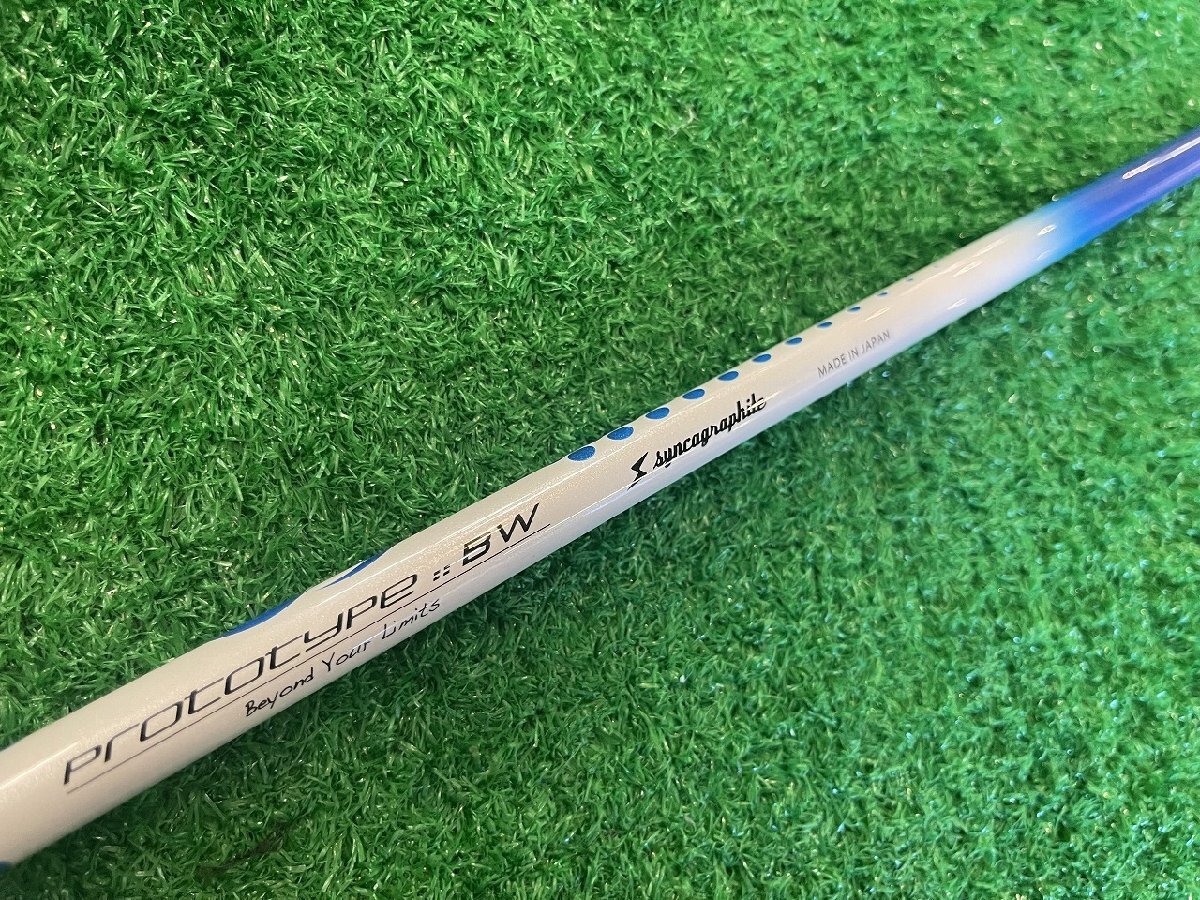 PROTOTYPE :: 5W
Beyond Your Limits
syncagraphite
MADE IN JAPAN